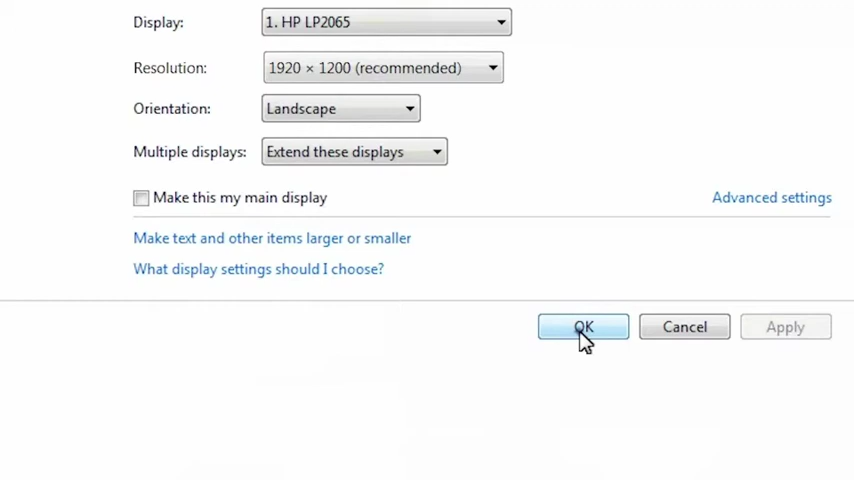 Display: 1. HP LP2065
Resolution: 1920 × 1200 (recommended)
Orientation: Landscape
Multiple displays: Extend these displays
Make this my main display Advanced settings
Make text and other items larger or smaller
What display settings should I choose?
OK Cancel Apply